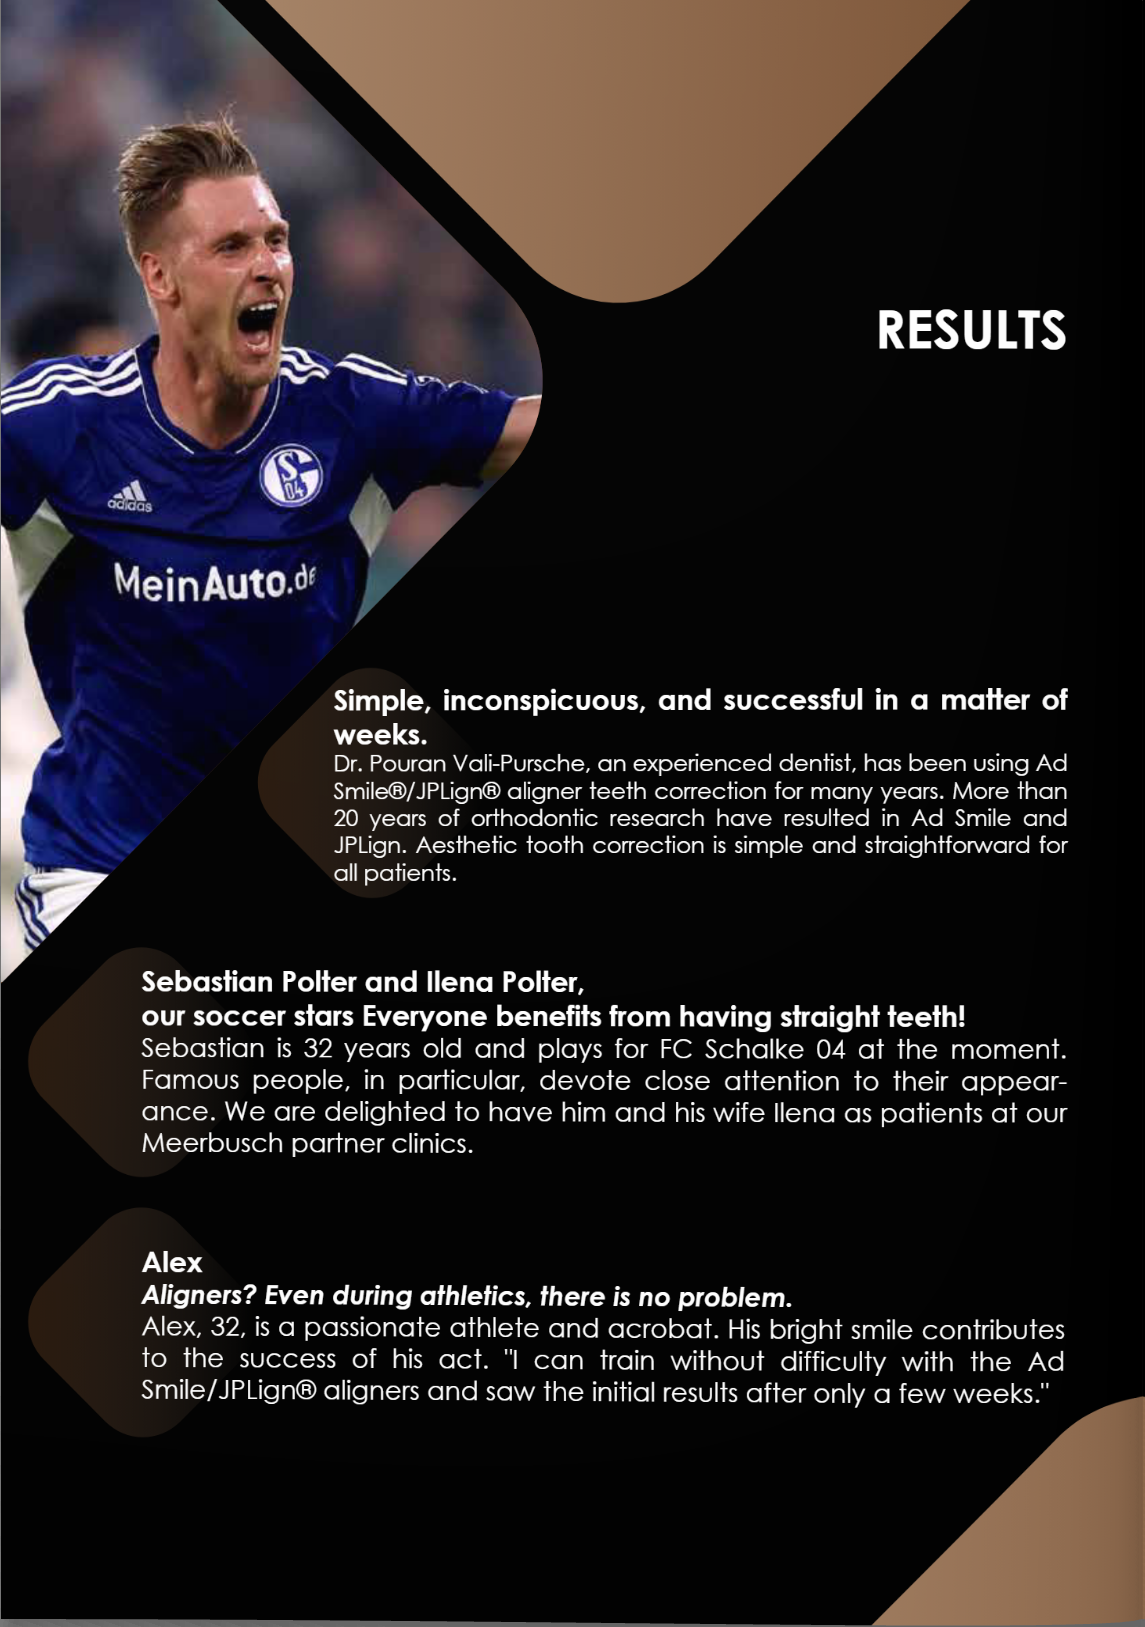 RESULTS
adidas
S
04
MeinAuto.de
Simple, inconspicuous, and successful in a matter of
weeks.
Dr. Pouran Vali-Pursche, an experienced dentist, has been using Ad
Smile®/JPLign® aligner teeth correction for many years. More than
20 years of orthodontic research have resulted in Ad Smile and
JPLign. Aesthetic tooth correction is simple and straightforward for
all patients.
Sebastian Polter and Ilena Polter,
our soccer stars Everyone benefits from having straight teeth!
Sebastian is 32 years old and plays for FC Schalke 04 at the moment.
Famous people, in particular, devote close attention to their appear-
ance. We are delighted to have him and his wife Ilena as patients at our
Meerbusch partner clinics.
Alex
Aligners? Even during athletics, there is no problem.
Alex, 32, is a passionate athlete and acrobat. His bright smile contributes
to the success of his act. "I can train without difficulty with the Ad
Smile/JPLign® aligners and saw the initial results after only a few weeks."